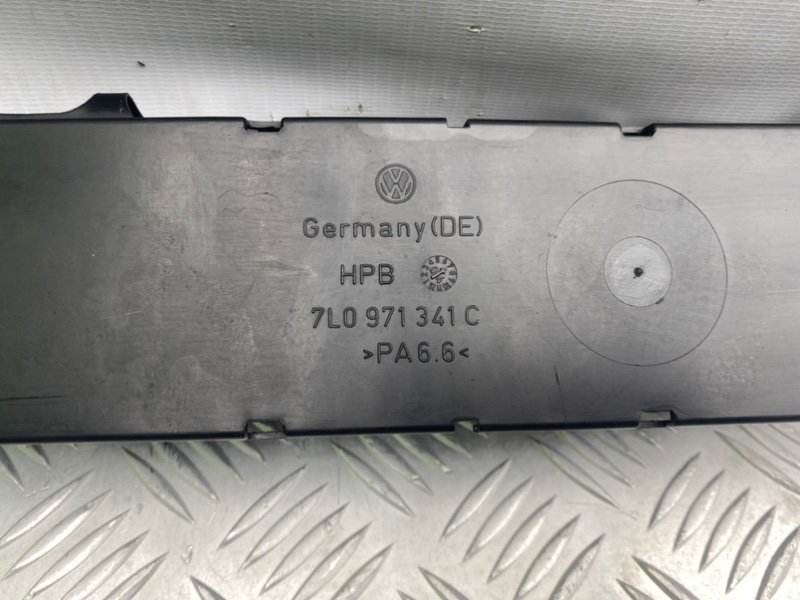 Germany(DE)
HPB
7L0 971 341 C
>PA6.6<